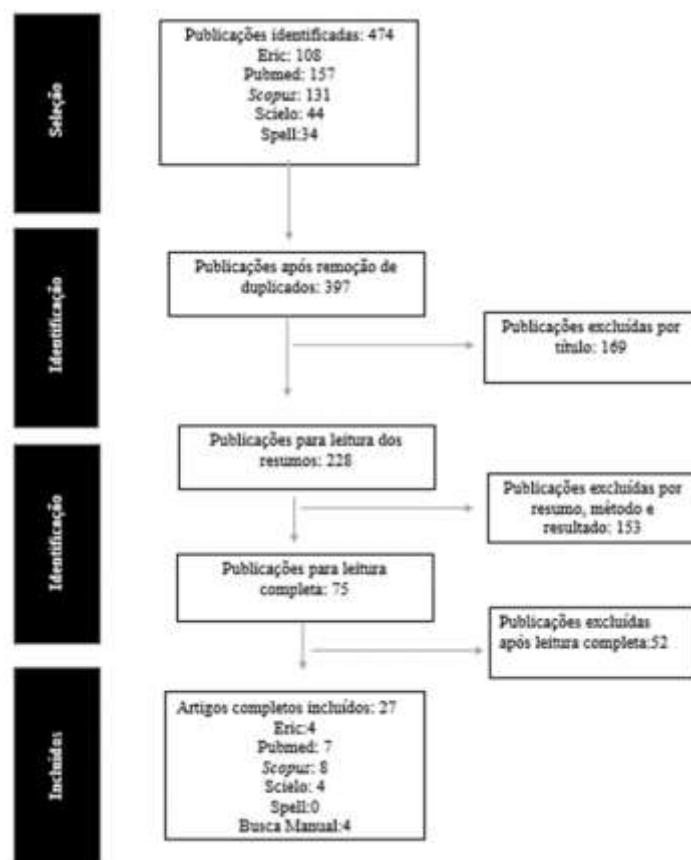 Seleção
Publicações identificadas: 474
Eric: 108
Pubmed: 157
Scopur: 131
Scielo: 44
Spell:34
Identificação
Publicações após remoção de
duplicados: 397
Publicações excluídas por
título: 169
Identificação
Publicações para leitura dos
resumos: 228
Publicações excluídas por
resumo, método e
resultado: 153
Publicações para leitura
completa: 75
Publicações excluídas
após leitura completa:52
Incluídos
Artigos completos incluídos: 27
Eric:4
Pubmed: 7
Scopur: 8
Scielo: 4
Spell:0
Busca Manual:4